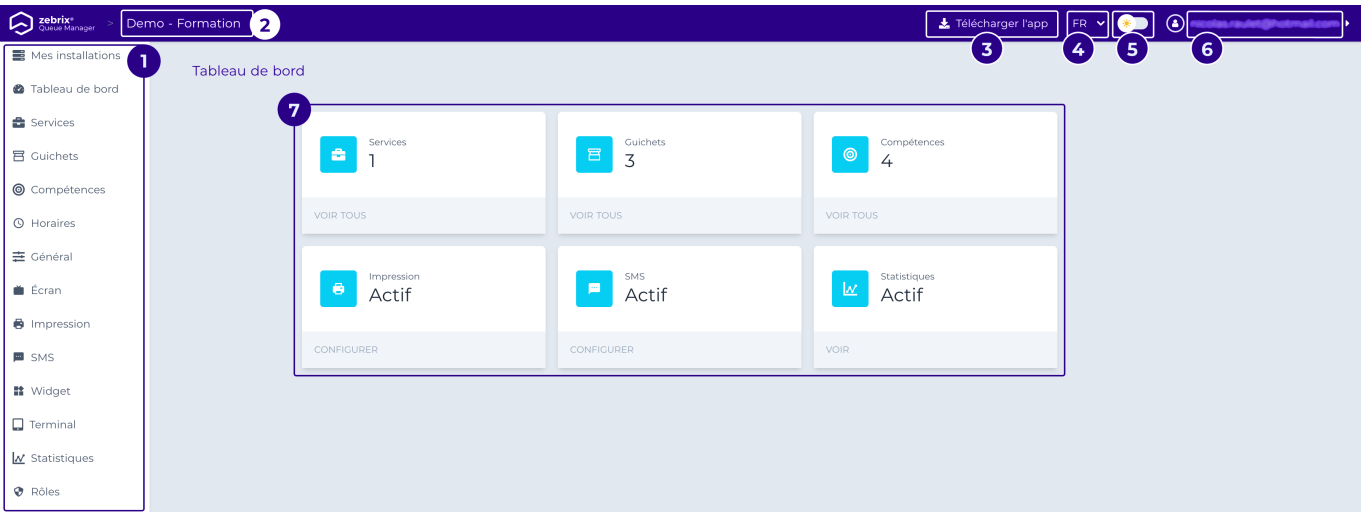 zebrix®
Queue Manager
>
Demo - Formation
2
Télécharger l'app
FR
3
4
5
6
1
Mes installations
Tableau de bord
Services
Guichets
Compétences
Horaires
Général
Écran
Impression
SMS
Widget
Terminal
Statistiques
Rôles
Tableau de bord
7
Services
1
VOIR TOUS
Guichets
3
VOIR TOUS
Compétences
4
VOIR TOUS
Impression
Actif
CONFIGURER
SMS
Actif
CONFIGURER
Statistiques
Actif
VOIR